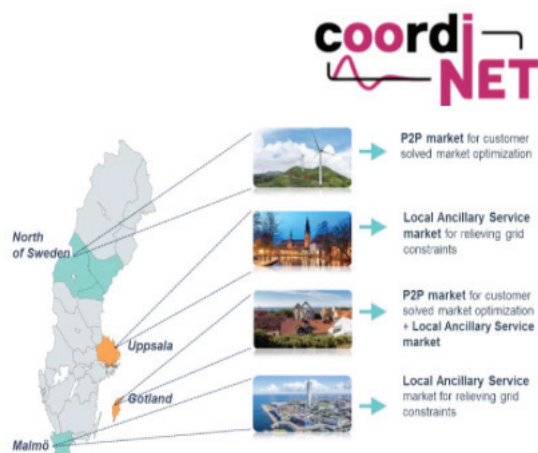 coordi
NET
P2P market for customer
solved market optimization
North
of Sweden
Local Ancillary Service
market for relieving grid
constraints
Uppsala
P2P market for customer
solved market optimization
+ Local Ancillary Service
market
Gotland
Local Ancillary Service
market for relieving grid
constraints
Malmö